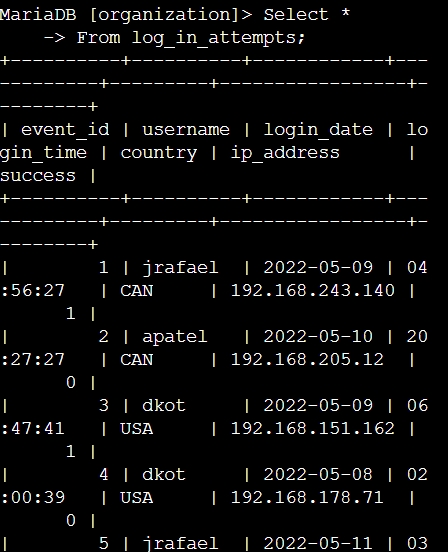 MariaDB [organization]> Select *
    -> From log_in_attempts;
+----------+----------+------------+---
---------+---------+-----------------+-
--------+
| event_id | username | login_date | lo
gin_time | country | ip_address      | 
success |
+----------+----------+------------+---
---------+---------+-----------------+-
--------+
|        1 | jrafael  | 2022-05-09 | 04
:56:27   | CAN     | 192.168.243.140 |
      1 |
|        2 | apatel   | 2022-05-10 | 20
:27:27   | CAN     | 192.168.205.12  |
      0 |
|        3 | dkot     | 2022-05-09 | 06
:47:41   | USA     | 192.168.151.162 |
      1 |
|        4 | dkot     | 2022-05-08 | 02
:00:39   | USA     | 192.168.178.71  |
      0 |
|        5 | jrafael  | 2022-05-11 | 03